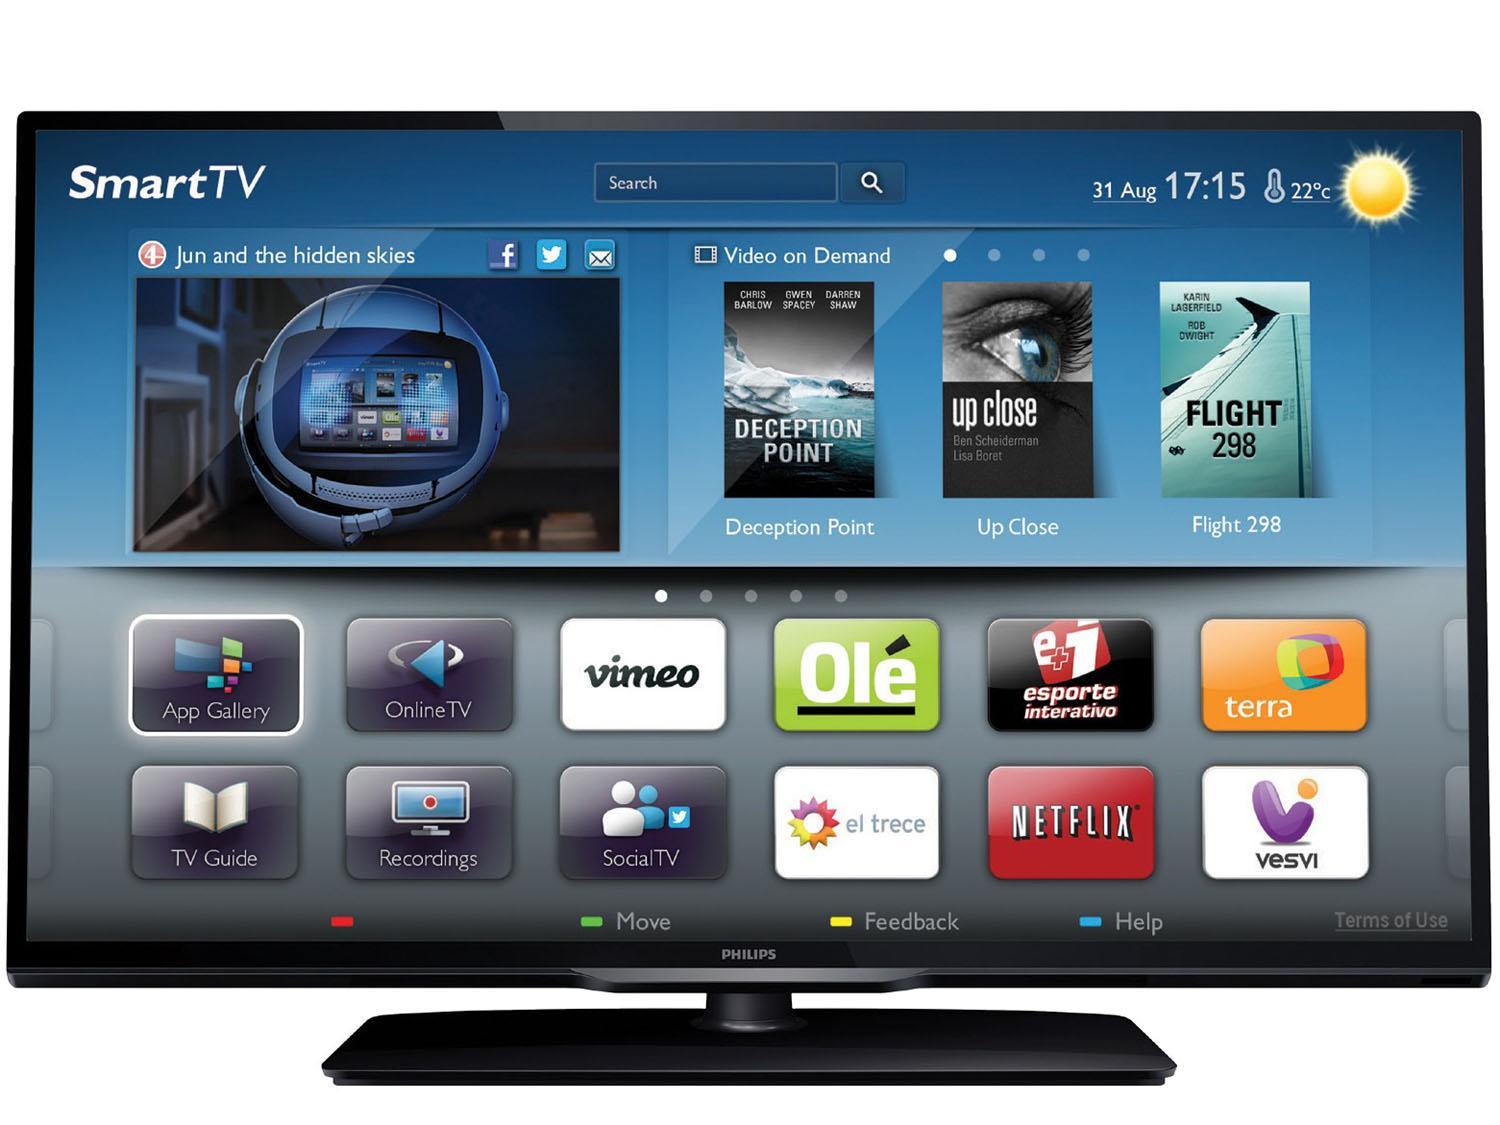 SmartTV
Search
31 Aug 17:15 22°c
4 Jun and the hidden skies
f
Video on Demand
CHRIS BARLOW GWEN SPACEY DARREN SHAW
DECEPTION
POINT
Deception Point
up close
Ben Scheiderman
Lisa Boret
Up Close
KARIN
LAGERFIELD
ROB
DWIGHT
FLIGHT
298
Flight 298
App Gallery
OnlineTV
vimeo
Olé
e+1
esporte
interativo
terra
TV Guide
Recordings
SocialTV
el trece
NETFLIX
VESVI
Move
Feedback
Help
Terms of Use
PHILIPS